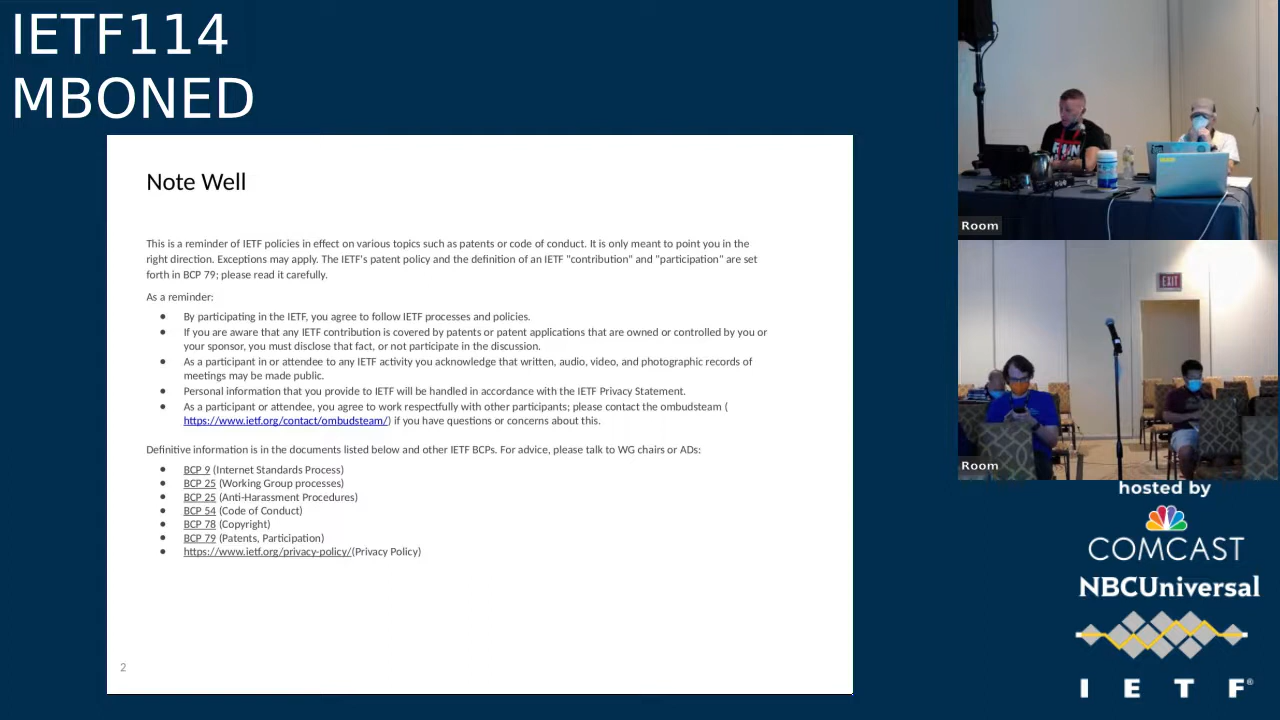 IETF114
MBONED
Note Well
This is a reminder of IETF policies in effect on various topics such as patents or code of conduct. It is only meant to point you in the
right direction. Exceptions may apply. The IETF's patent policy and the definition of an IETF "contribution" and "participation" are set
forth in BCP 79; please read it carefully.
As a reminder:
● By participating in the IETF, you agree to follow IETF processes and policies.
● If you are aware that any IETF contribution is covered by patents or patent applications that are owned or controlled by you or
your sponsor, you must disclose that fact, or not participate in the discussion.
● As a participant in or attendee to any IETF activity you acknowledge that written, audio, video, and photographic records of
meetings may be made public.
● Personal information that you provide to IETF will be handled in accordance with the IETF Privacy Statement.
● As a participant or attendee, you agree to work respectfully with other participants; please contact the ombudsteam (
https://www.ietf.org/contact/ombudsteam/) if you have questions or concerns about this.
Definitive information is in the documents listed below and other IETF BCPs. For advice, please talk to WG chairs or ADs:
● BCP 9 (Internet Standards Process)
● BCP 25 (Working Group processes)
● BCP 25 (Anti-Harassment Procedures)
● BCP 54 (Code of Conduct)
● BCP 78 (Copyright)
● BCP 79 (Patents, Participation)
● https://www.ietf.org/privacy-policy/(Privacy Policy)
2
Room
EXIT
Room
hosted by
COMCAST
NBCUniversal
I E T F®